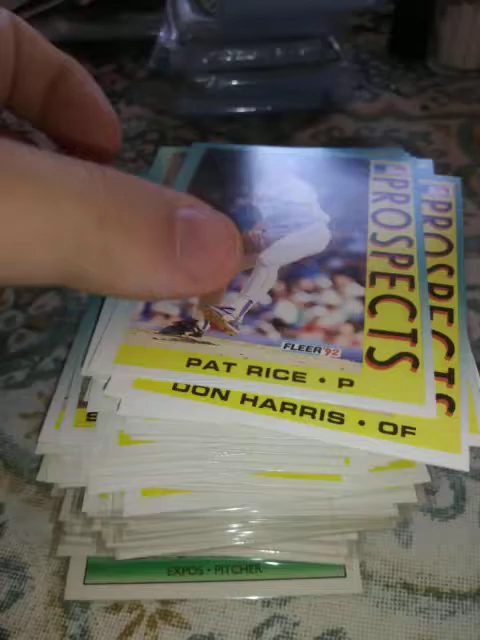 PROSPECTS
PROSPECTS
FLEER '92
PAT RICE • P
DON HARRIS • OF
S
EXPOS • PITCHER